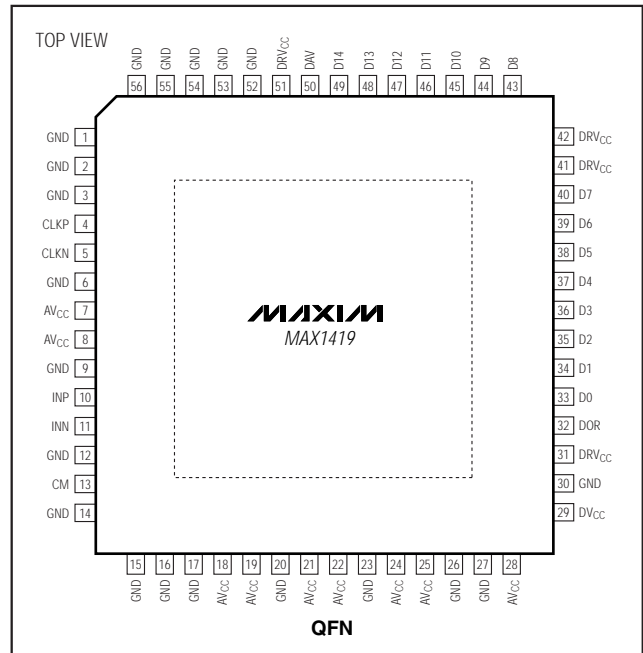 TOP VIEW
GND GND GND GND GND DRVCC DAV D14 D13 D12 D11 D10 D9 D8
56 55 54 53 52 51 50 49 48 47 46 45 44 43
GND 1
GND 2
GND 3
CLKP 4
CLKN 5
GND 6
AVCC 7
AVCC 8
GND 9
INP 10
INN 11
GND 12
CM 13
GND 14
MAXIM
MAX1419
42 DRVCC
41 DRVCC
40 D7
39 D6
38 D5
37 D4
36 D3
35 D2
34 D1
33 D0
32 DOR
31 DRVCC
30 GND
29 DVCC
15 16 17 18 19 20 21 22 23 24 25 26 27 28
GND GND GND AVCC AVCC GND AVCC AVCC GND AVCC AVCC GND GND AVCC
QFN